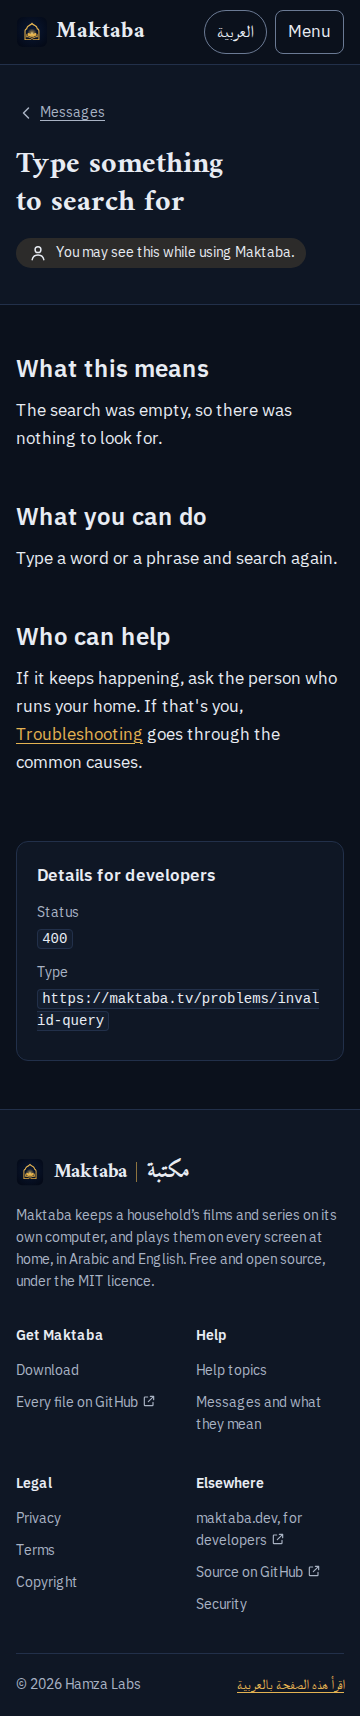 Maktaba
العربية
Menu
Messages
Type something
to search for
You may see this while using Maktaba.
What this means
The search was empty, so there was
nothing to look for.
What you can do
Type a word or a phrase and search again.
Who can help
If it keeps happening, ask the person who
runs your home. If that's you,
Troubleshooting goes through the
common causes.
Details for developers
Status
400
Type
https://maktaba.tv/problems/inval
id-query
Maktaba | مكتبة
Maktaba keeps a household’s films and series on its
own computer, and plays them on every screen at
home, in Arabic and English. Free and open source,
under the MIT licence.
Get Maktaba
Download
Every file on GitHub
Help
Help topics
Messages and what
they mean
Legal
Privacy
Terms
Copyright
Elsewhere
maktaba.dev, for
developers
Source on GitHub
Security
© 2026 Hamza Labs
اقرأ هذه الصفحة بالعربية